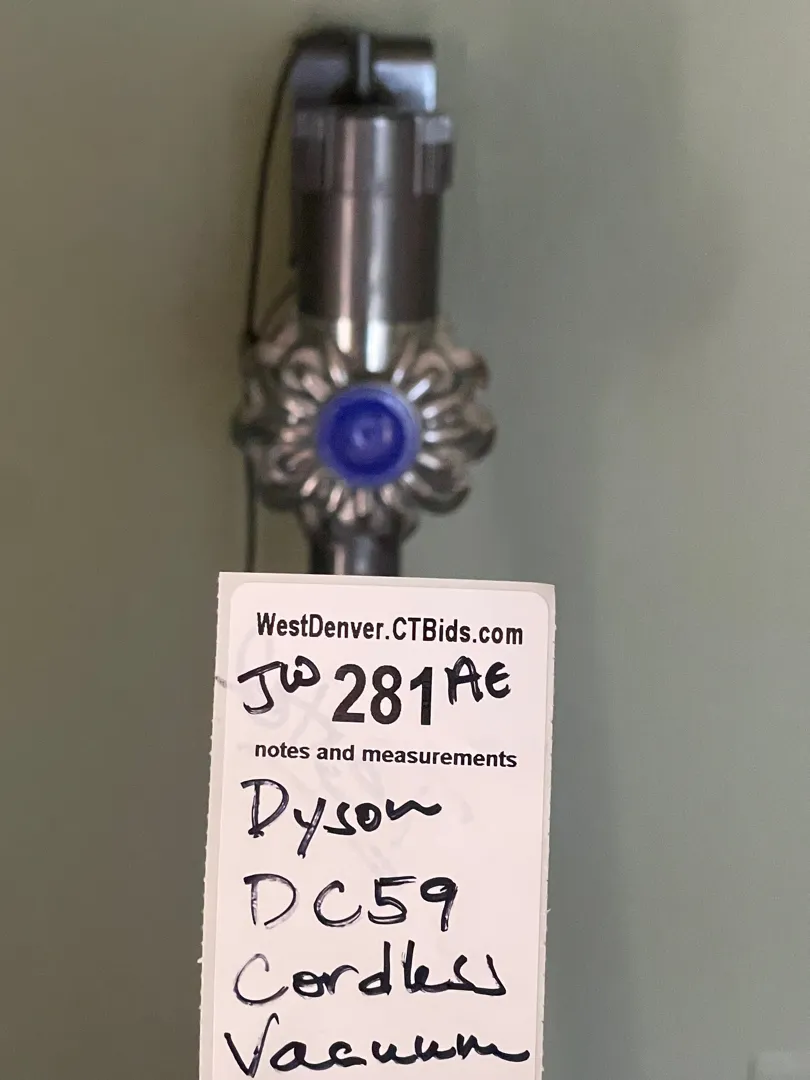 WestDenver.CTBids.com
JW 281 AE
notes and measurements
Dyson
DC59
Cordless
Vacuum